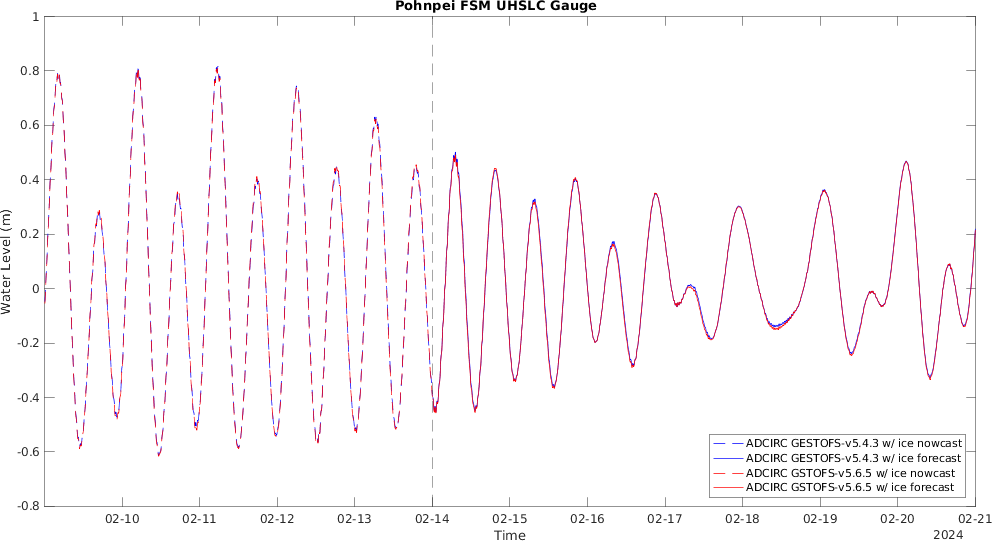 Pohnpei FSM UHSLC Gauge
1
0.8
0.6
0.4
0.2
0
-0.2
-0.4
-0.6
-0.8
Water Level (m)
ADCIRC GESTOFS-v5.4.3 w/ ice nowcast
ADCIRC GESTOFS-v5.4.3 w/ ice forecast
ADCIRC GSTOFS-v5.6.5 w/ ice nowcast
ADCIRC GSTOFS-v5.6.5 w/ ice forecast
02-10 02-11 02-12 02-13 02-14 02-15 02-16 02-17 02-18 02-19 02-20 02-21
Time
2024